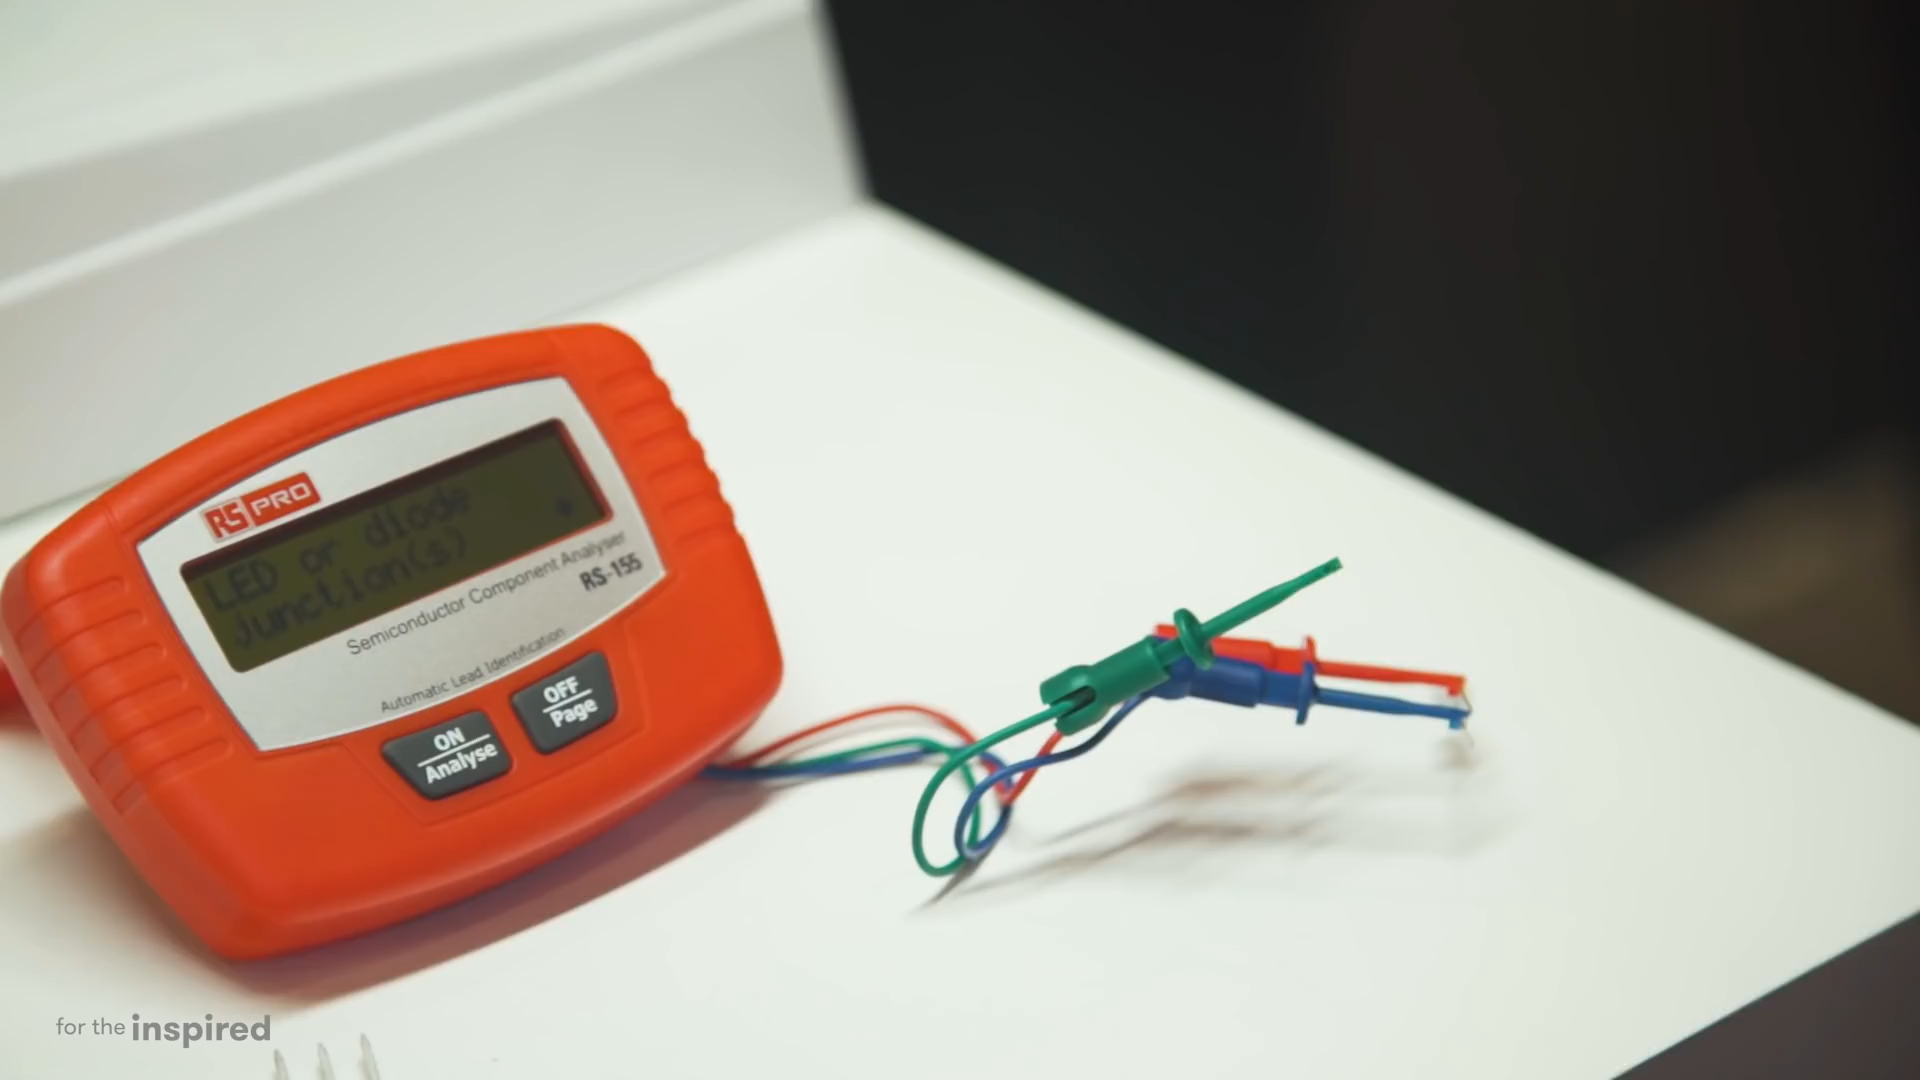 RS PRO
LED or diode
junction(s)
Semiconductor Component Analyser
RS-155
Automatic Lead Identification
ON
Analyse
OFF
Page
for the inspired